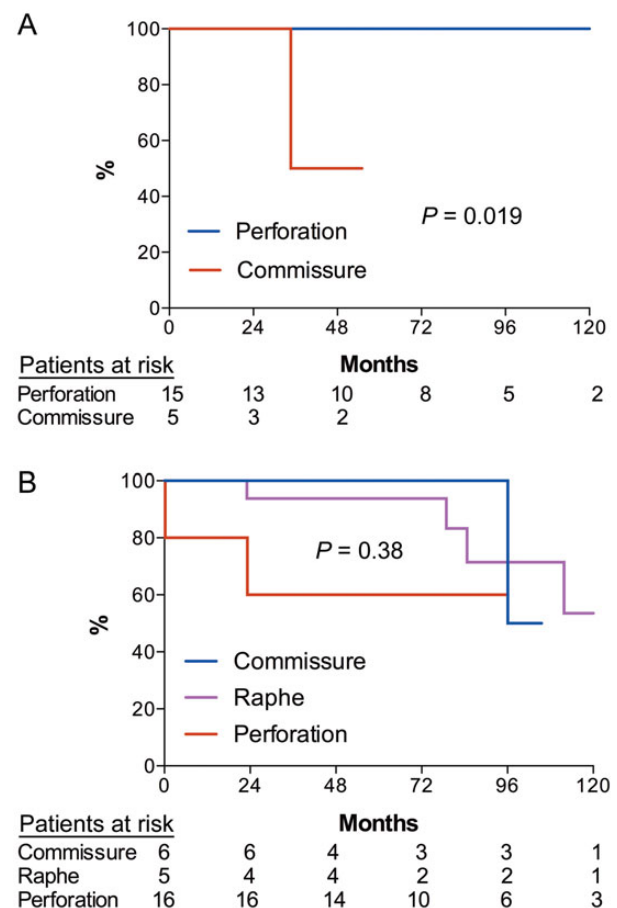 A
100
80
60
40
20
0
%
P = 0.019
Perforation
Commissure
0 24 48 72 96 120
Patients at risk Months
Perforation 15 13 10 8 5 2
Commissure 5 3 2
B
100
80
60
40
20
0
%
P = 0.38
Commissure
Raphe
Perforation
0 24 48 72 96 120
Patients at risk Months
Commissure 6 6 4 3 3 1
Raphe 5 4 4 2 2 1
Perforation 16 16 14 10 6 3